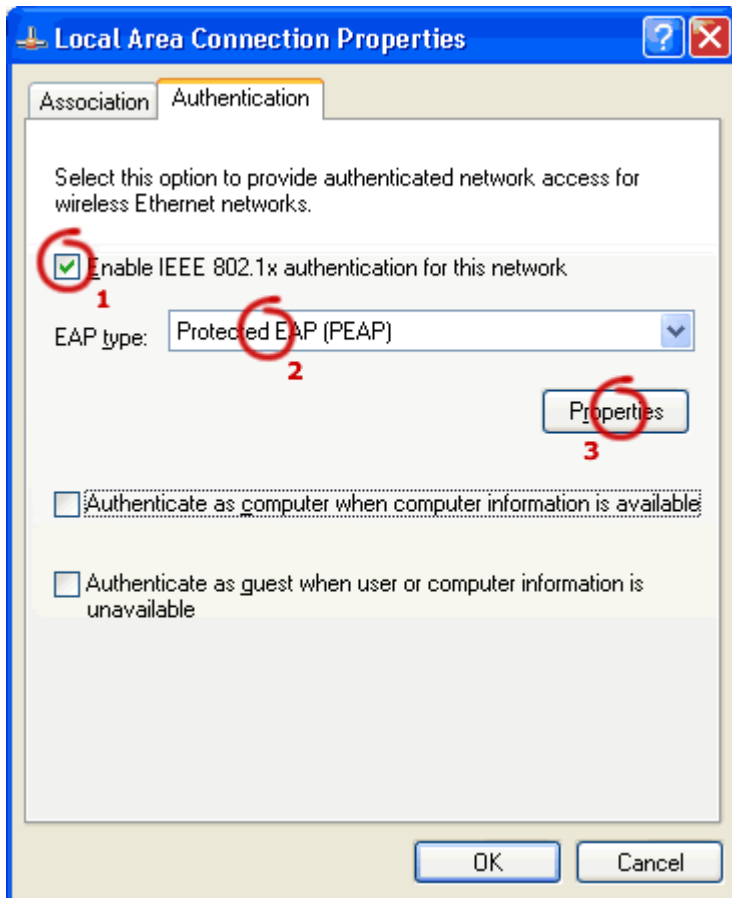 Local Area Connection Properties
Association
Authentication
Select this option to provide authenticated network access for
wireless Ethernet networks.
Enable IEEE 802.1x authentication for this network
1
EAP type:
Protected EAP (PEAP)
2
Properties
3
Authenticate as computer when computer information is available
Authenticate as guest when user or computer information is
unavailable
OK
Cancel